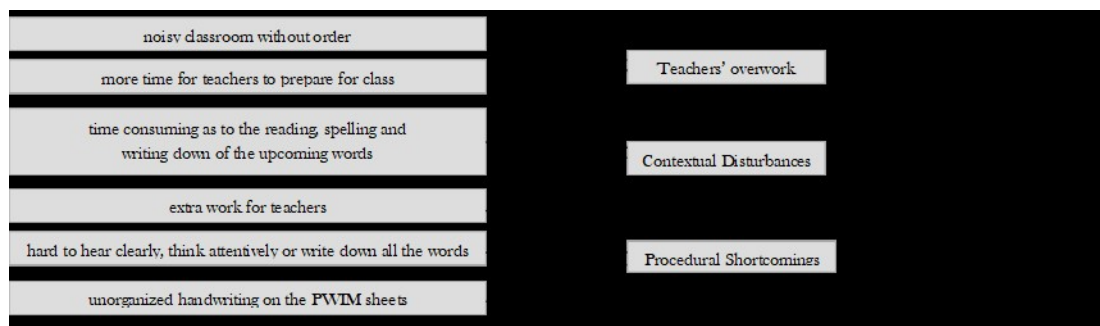 noisy classroom without order
more time for teachers to prepare for class
time consuming as to the reading, spelling and
writing down of the upcoming words
extra work for teachers
hard to hear clearly, think attentively or write down all the words
unorganized handwriting on the PWIM sheets
Teachers' overwork
Contextual Disturbances
Procedural Shortcomings